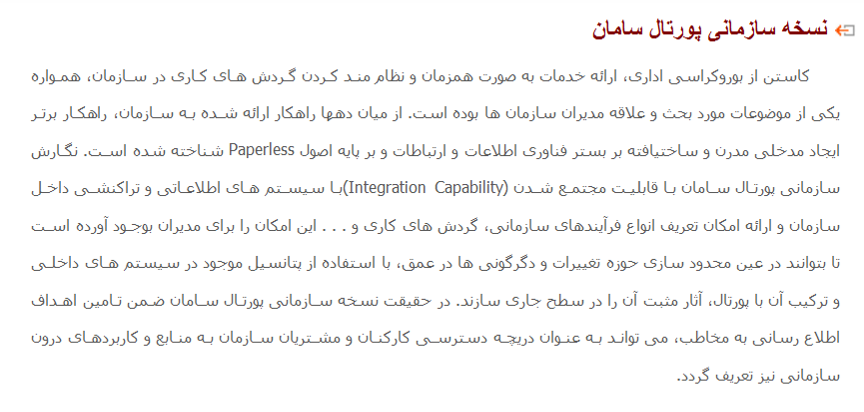 نسخه سازمانی پورتال سامان
کاستن از بوروکراسی اداری، ارائه خدمات به صورت همزمان و نظام مند کردن گردش های کاری در سازمان، همواره
یکی از موضوعات مورد بحث و علاقه مدیران سازمان ها بوده است. از میان دهها راهکار ارائه شده به سازمان، راهکار برتر
ایجاد مدخلی مدرن و ساختیافته بر بستر فناوری اطلاعات و ارتباطات و بر پایه اصول Paperless شناخته شده است. نگارش
سازمانی پورتال سامان با قابلیت مجتمع شدن (Integration Capability)با سیستم های اطلاعاتی و تراکنشی داخل
سازمان و ارائه امکان تعریف انواع فرآیندهای سازمانی، گردش های کاری و . . . این امکان را برای مدیران بوجود آورده است
تا بتوانند در عین محدود سازی حوزه تغییرات و دگرگونی ها در عمق، با استفاده از پتانسیل موجود در سیستم های داخلی
و ترکیب آن با پورتال، آثار مثبت آن را در سطح جاری سازند. در حقیقت نسخه سازمانی پورتال سامان ضمن تامین اهداف
اطلاع رسانی به مخاطب، می تواند به عنوان دریچه دسترسی کارکنان و مشتریان سازمان به منابع و کاربردهای درون
سازمانی نیز تعریف گردد.